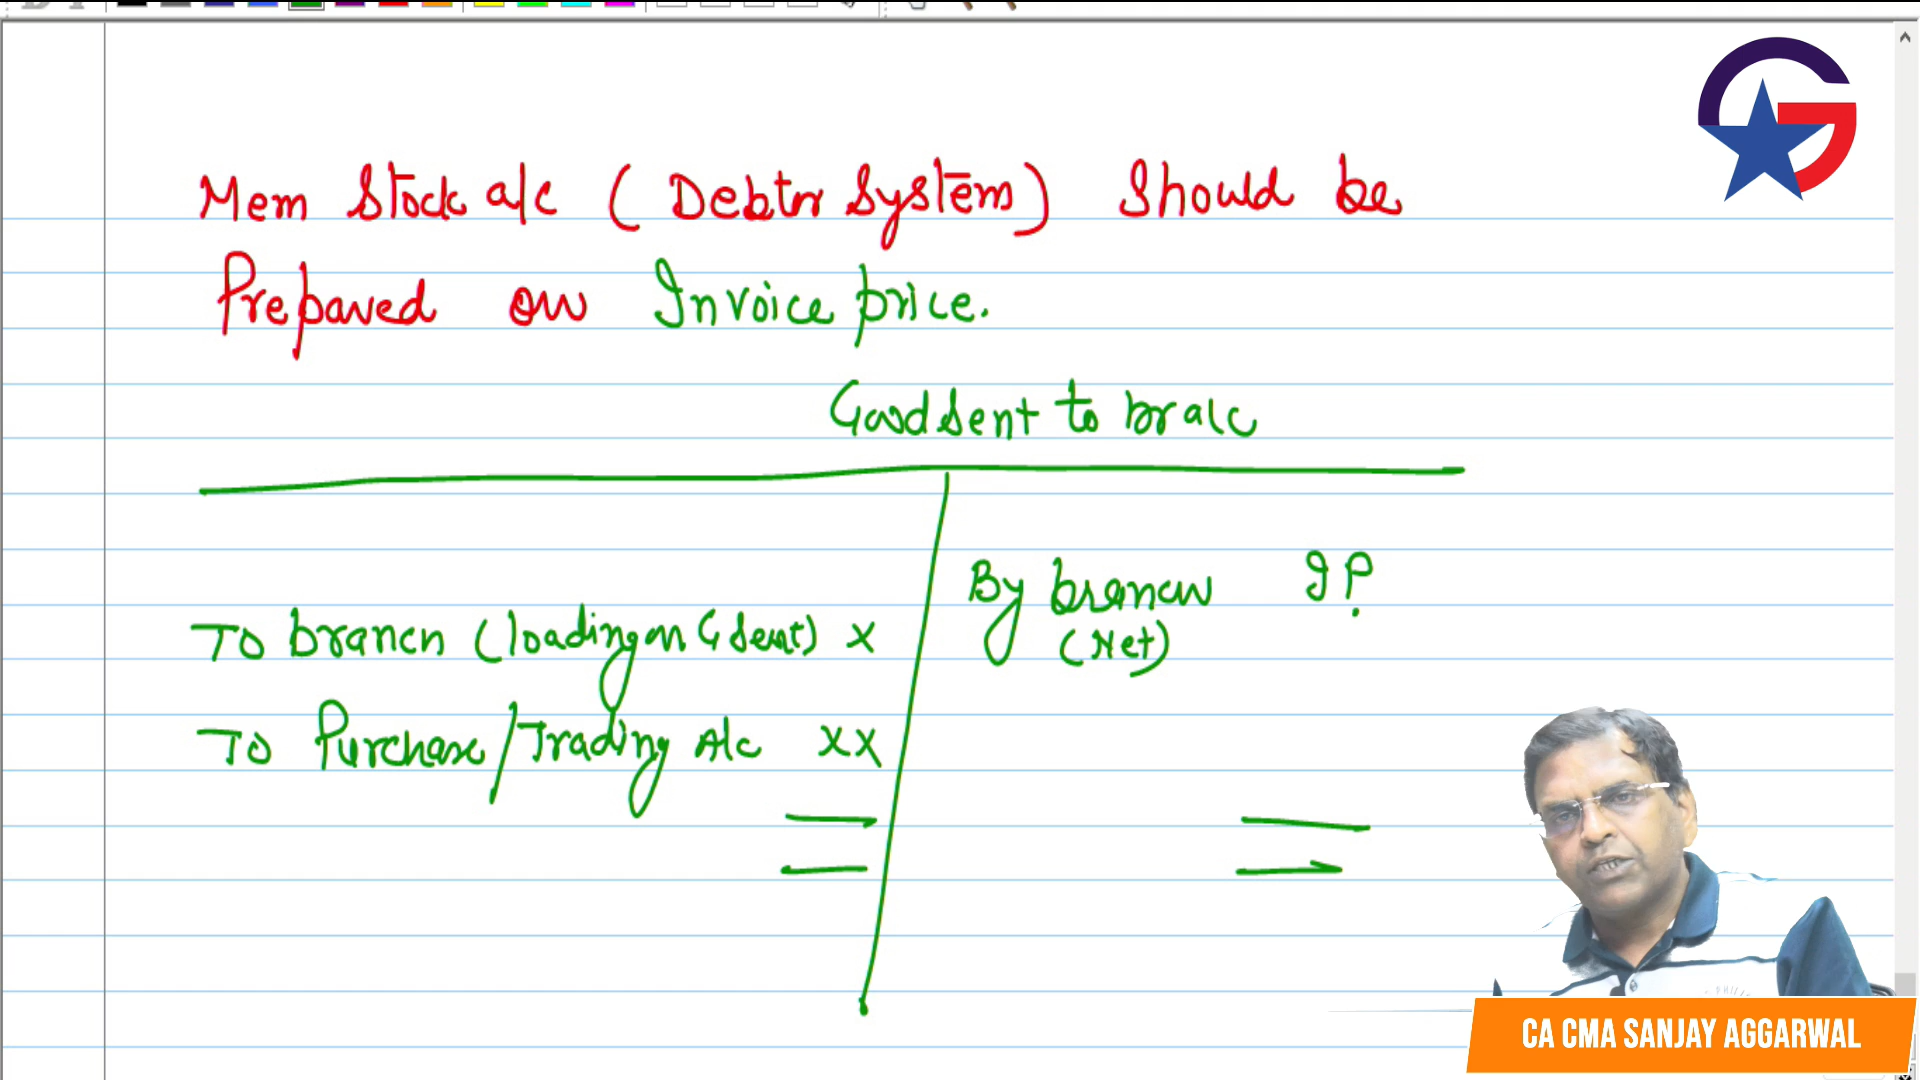 Mem Stock a/c (Debtor System) Should be
Prepared on Invoice price.
Good sent to br a/c
By branch I P.
(Net)
To branch (loading on G Sent) x
To Purchase/Trading A/c xx
CA CMA SANJAY AGGARWAL